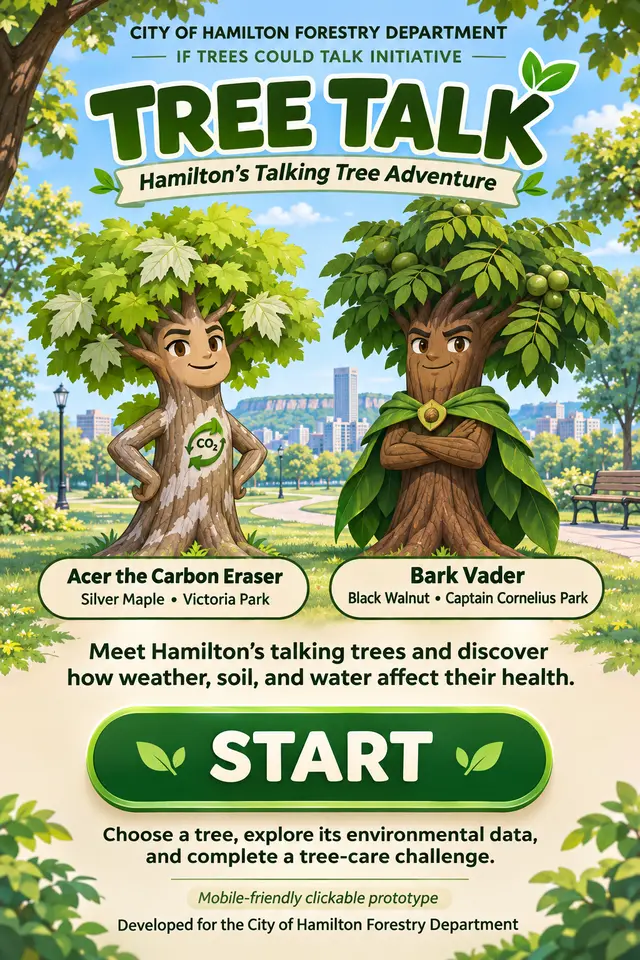 CITY OF HAMILTON FORESTRY DEPARTMENT
IF TREES COULD TALK INITIATIVE
TREE TALK
Hamilton's Talking Tree Adventure
CO₂
Acer the Carbon Eraser
Silver Maple • Victoria Park
Bark Vader
Black Walnut • Captain Cornelius Park
Meet Hamilton's talking trees and discover
how weather, soil, and water affect their health.
START
Choose a tree, explore its environmental data,
and complete a tree-care challenge.
Mobile-friendly clickable prototype
Developed for the City of Hamilton Forestry Department